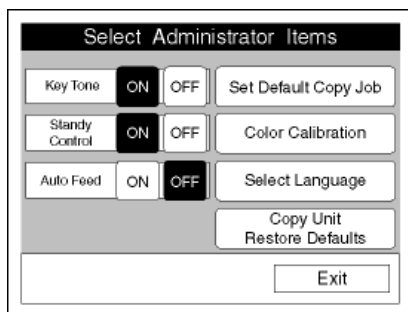 Select Administrator Items
Key Tone ON OFF Set Default Copy Job
Standy
Control ON OFF Color Calibration
Auto Feed ON OFF Select Language
Copy Unit
Restore Defaults
Exit